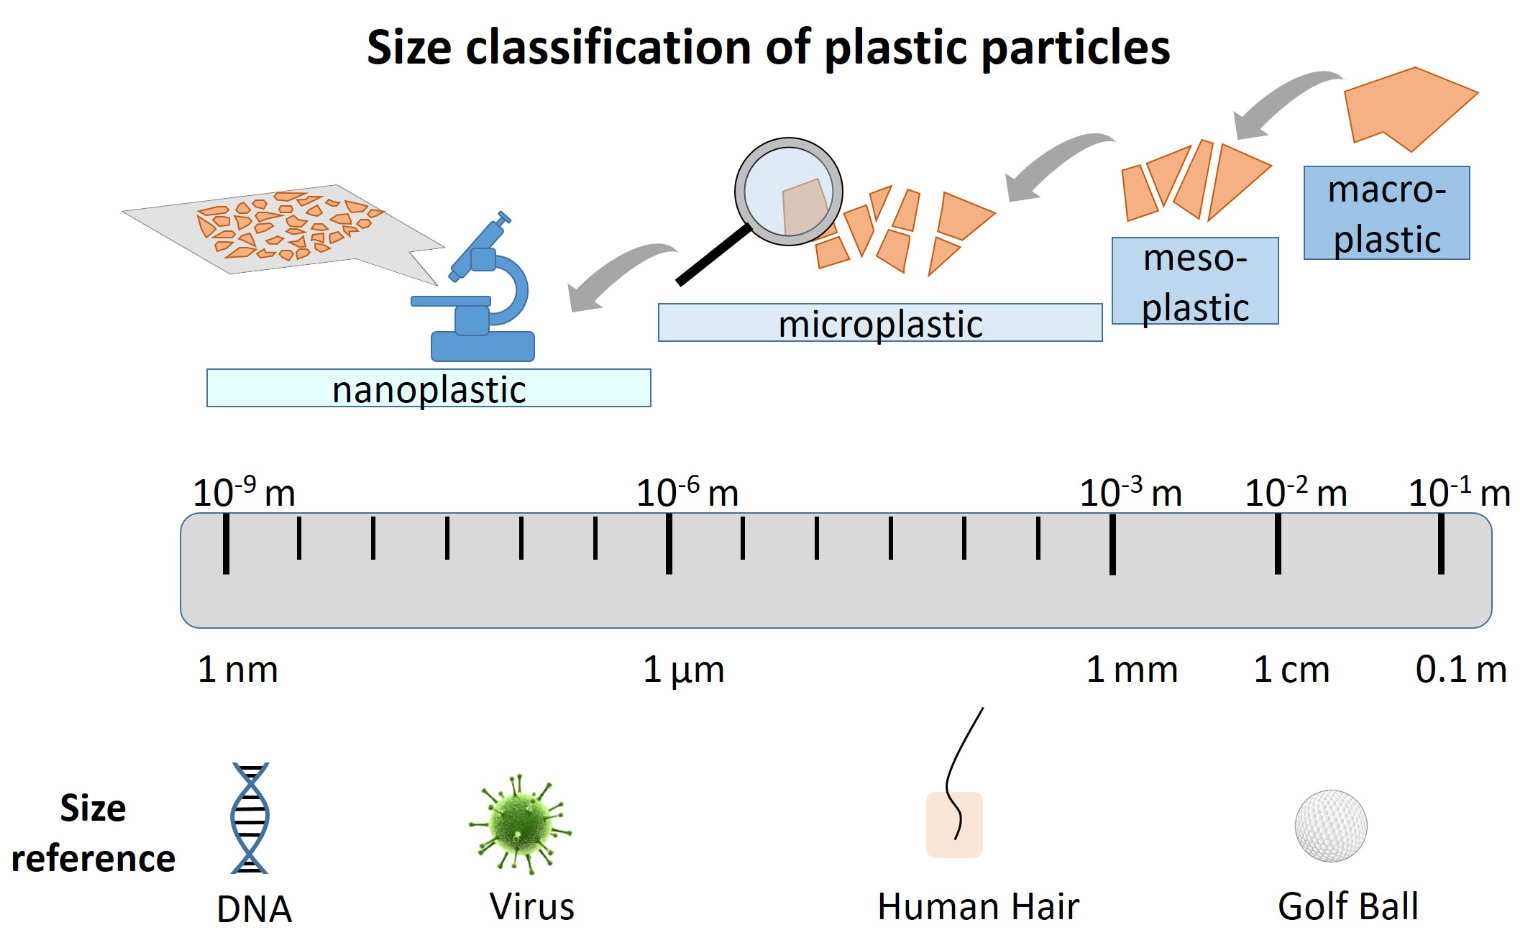 Size classification of plastic particles
macro-
plastic
meso-
plastic
microplastic
nanoplastic
10⁻⁹ m 10⁻⁶ m 10⁻³ m 10⁻² m 10⁻¹ m
1 nm 1 µm 1 mm 1 cm 0.1 m
Size
reference
DNA Virus Human Hair Golf Ball